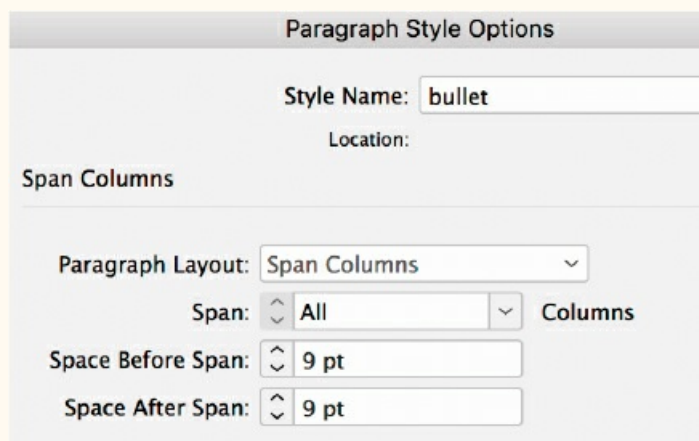 Paragraph Style Options
Style Name: bullet
Location:
Span Columns
Paragraph Layout: Span Columns
Span: All Columns
Space Before Span: 9 pt
Space After Span: 9 pt